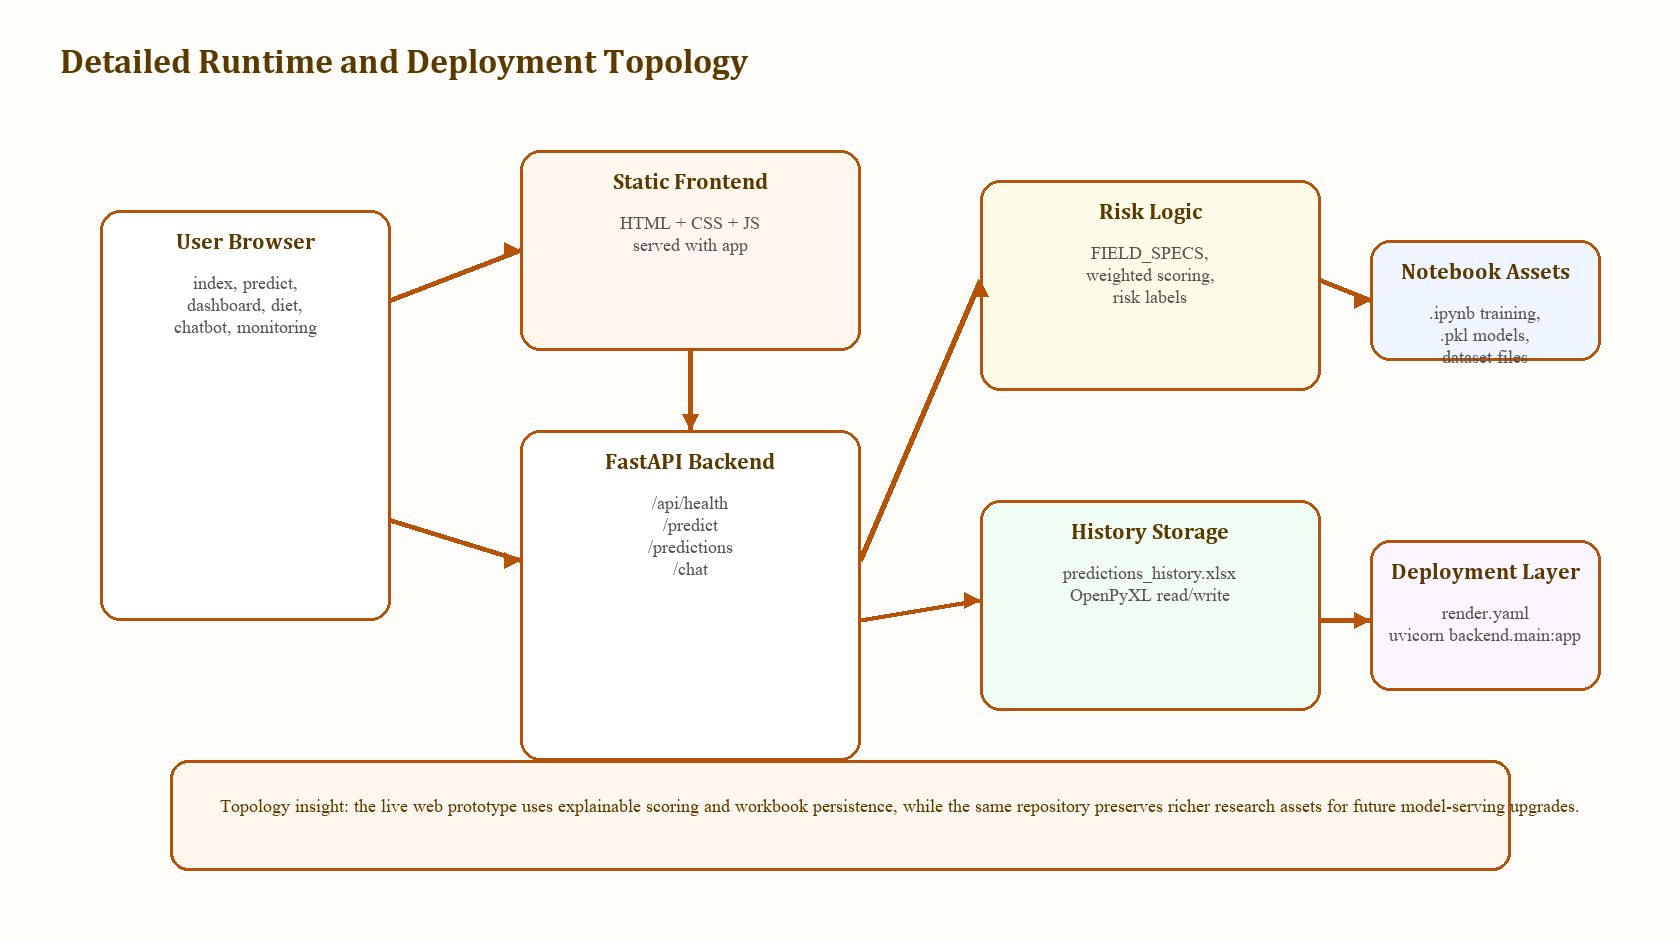 Detailed Runtime and Deployment Topology
User Browser
index, predict,
dashboard, diet,
chatbot, monitoring
Static Frontend
HTML + CSS + JS
served with app
FastAPI Backend
/api/health
/predict
/predictions
/chat
Risk Logic
FIELD_SPECS,
weighted scoring,
risk labels
Notebook Assets
.ipynb training,
.pkl models,
dataset files
History Storage
predictions_history.xlsx
OpenPyXL read/write
Deployment Layer
render.yaml
uvicorn backend.main:app
Topology insight: the live web prototype uses explainable scoring and workbook persistence, while the same repository preserves richer research assets for future model-serving upgrades.